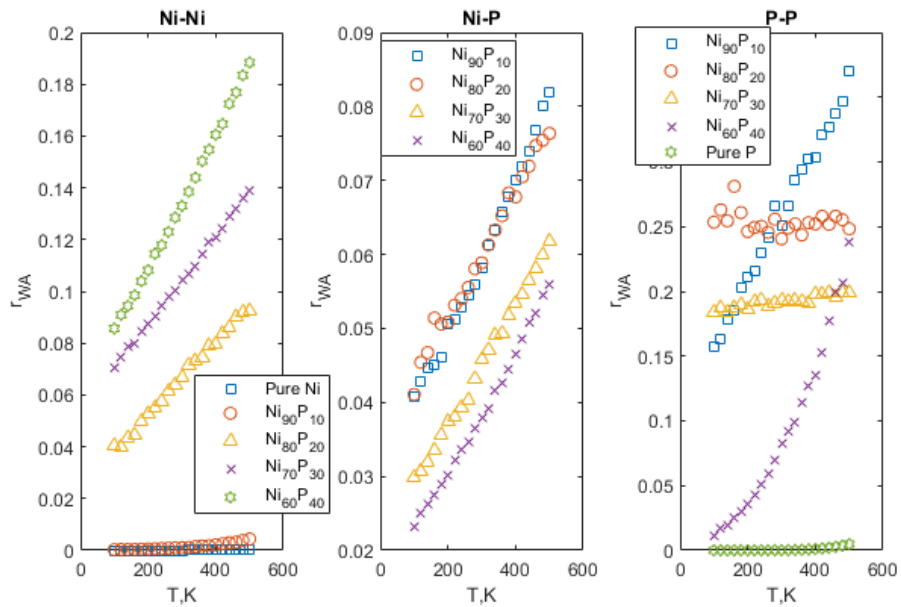 Ni-Ni
0.2
0.18
0.16
0.14
0.12
0.1
0.08
0.06
0.04
0.02
0
r_WA
0
200
400
600
T,K
Pure Ni
Ni90P10
Ni80P20
Ni70P30
Ni60P40
Ni-P
0.09
0.08
0.07
0.06
0.05
0.04
0.03
0.02
r_WA
0
200
400
600
T,K
Ni90P10
Ni80P20
Ni70P30
Ni60P40
P-P
0.25
0.2
0.15
0.1
0.05
0
r_WA
0
200
400
600
T,K
Ni90P10
Ni80P20
Ni70P30
Ni60P40
Pure P